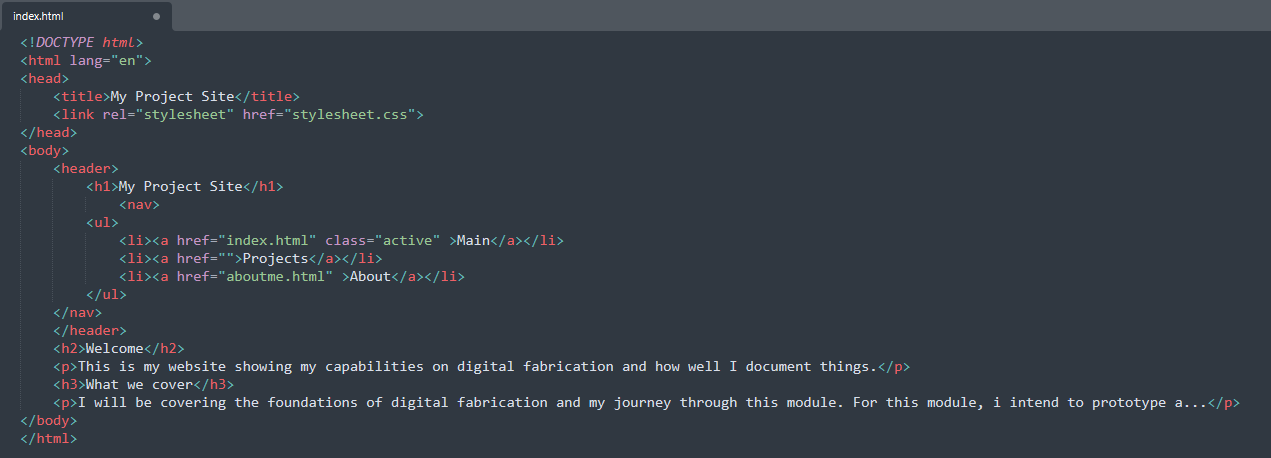 index.html
<!DOCTYPE html>
<html lang="en">
<head>
    <title>My Project Site</title>
    <link rel="stylesheet" href="stylesheet.css">
</head>
<body>
    <header>
        <h1>My Project Site</h1>
            <nav>
        <ul>
            <li><a href="index.html" class="active" >Main</a></li>
            <li><a href="">Projects</a></li>
            <li><a href="aboutme.html" >About</a></li>
        </ul>
    </nav>
    </header>
    <h2>Welcome</h2>
    <p>This is my website showing my capabilities on digital fabrication and how well I document things.</p>
    <h3>What we cover</h3>
    <p>I will be covering the foundations of digital fabrication and my journey through this module. For this module, i intend to prototype a...</p>
</body>
</html>